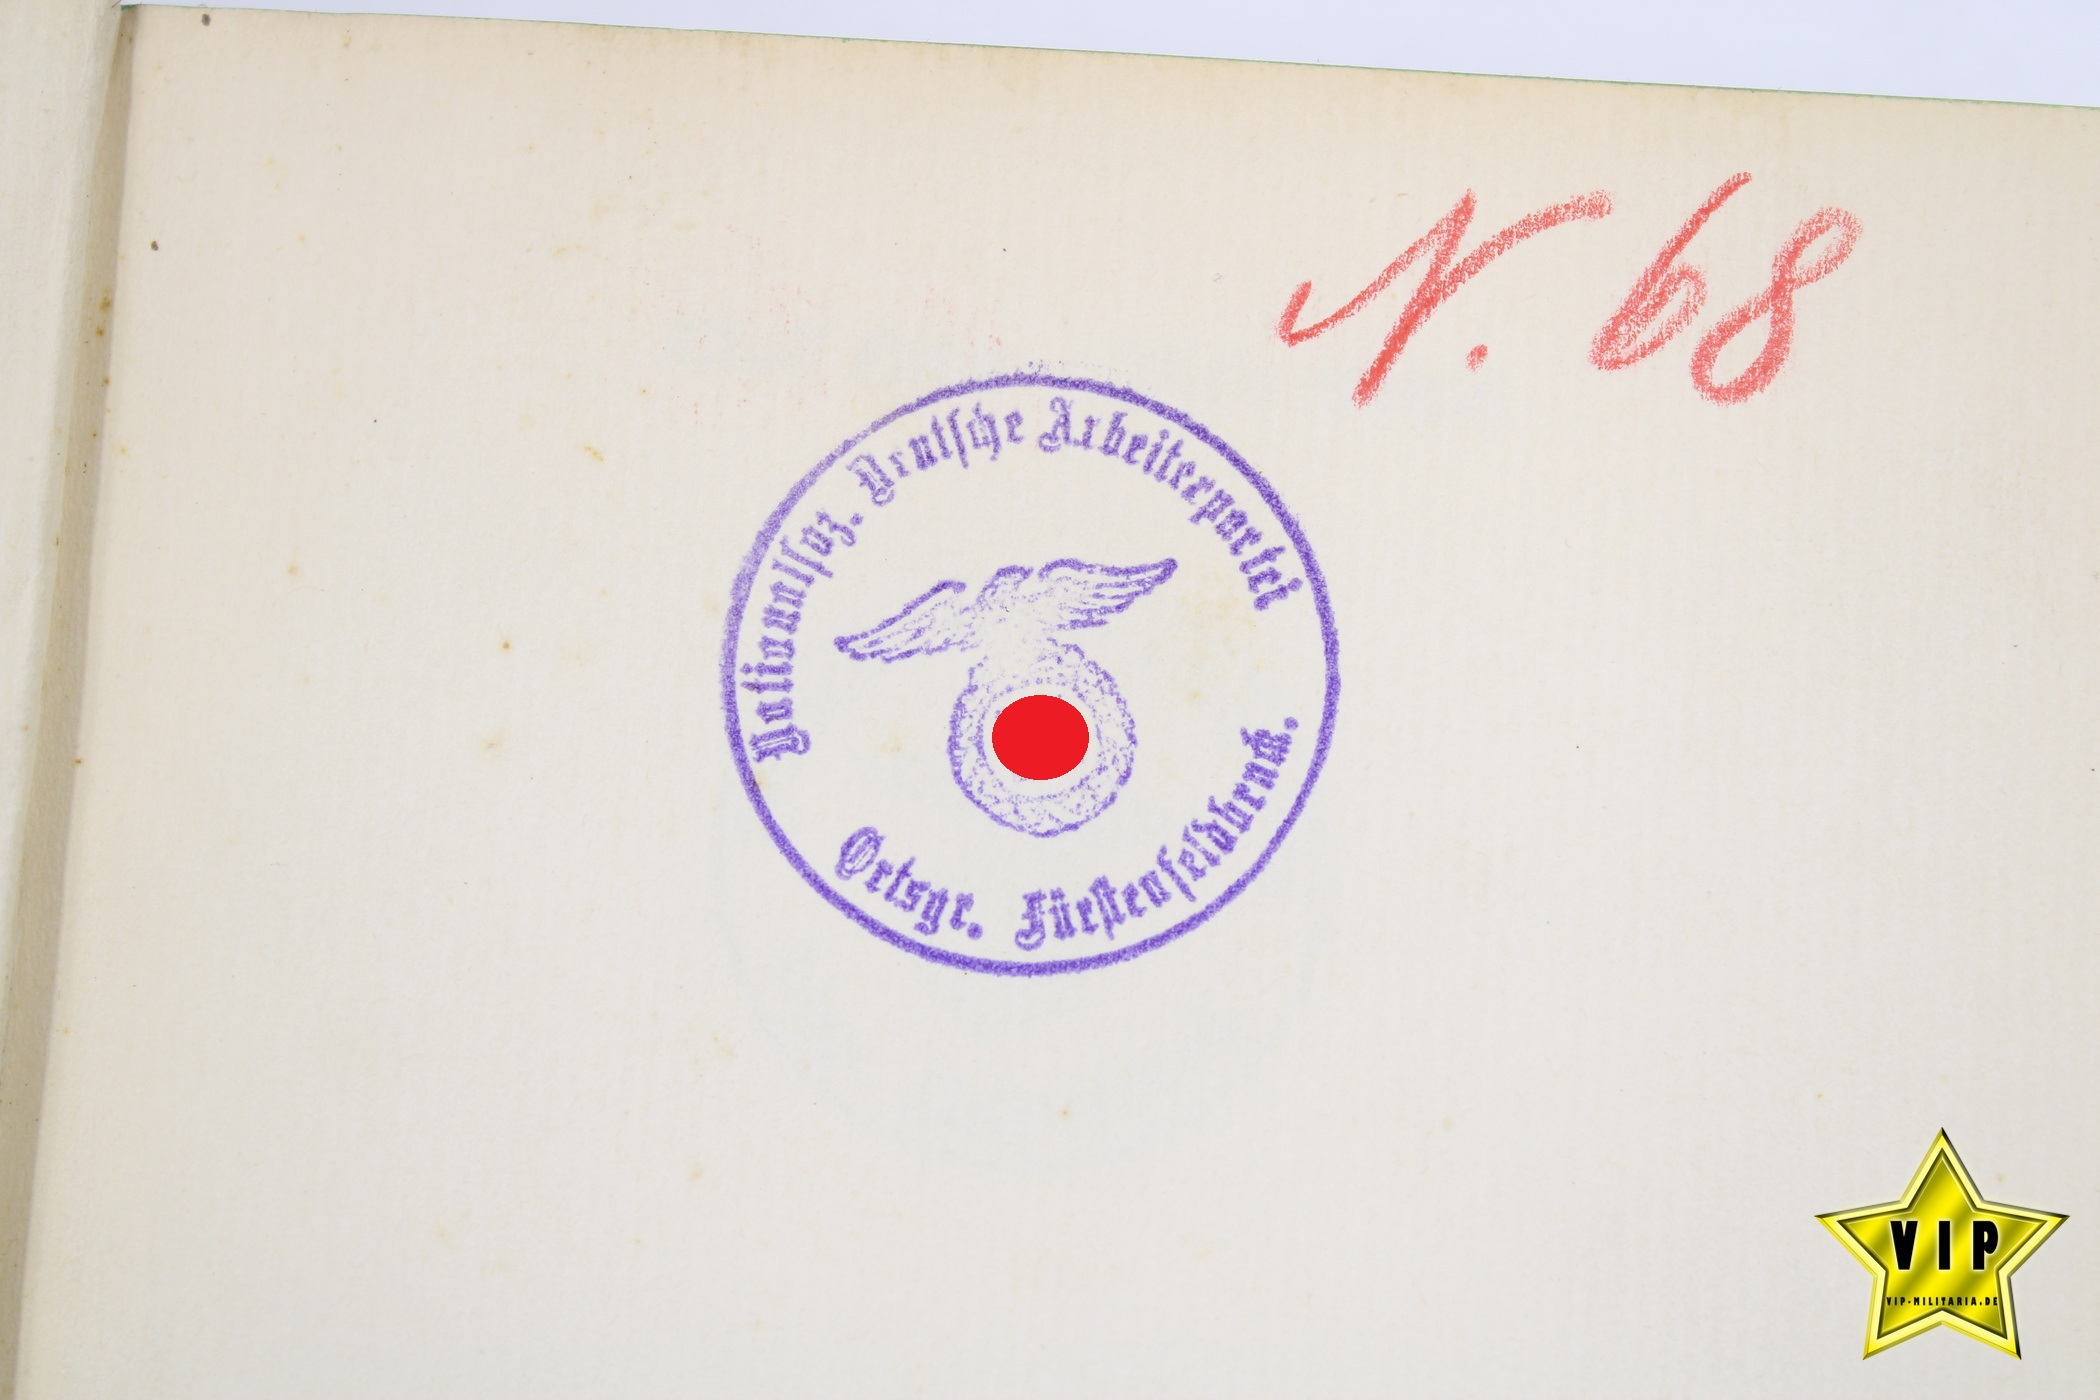 N. 68
Nationalsoz. Deutsche Arbeiterpartei
Ortsgr. Fürstenfeldbruck.
VIP
VIP-MILITARIA.DE